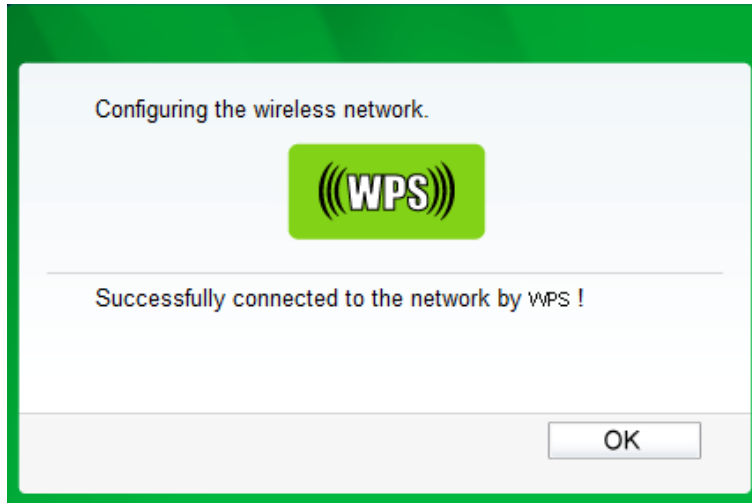 Configuring the wireless network.
(((WPS)))
Successfully connected to the network by WPS !
OK